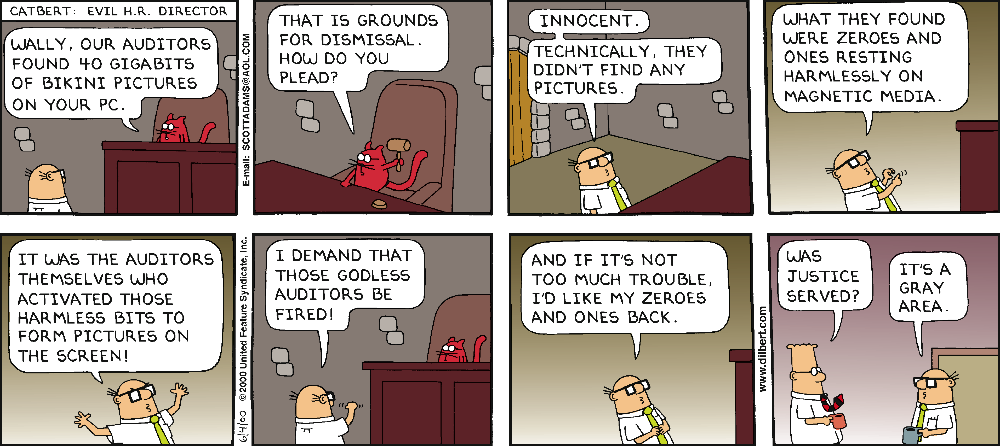 CATBERT: EVIL H.R. DIRECTOR
WALLY, OUR AUDITORS
FOUND 40 GIGABITS
OF BIKINI PICTURES
ON YOUR PC.
E-mail: SCOTTADAMS@AOL.COM
THAT IS GROUNDS
FOR DISMISSAL.
HOW DO YOU
PLEAD?
INNOCENT.
TECHNICALLY, THEY
DIDN'T FIND ANY
PICTURES.
WHAT THEY FOUND
WERE ZEROES AND
ONES RESTING
HARMLESSLY ON
MAGNETIC MEDIA.
IT WAS THE AUDITORS
THEMSELVES WHO
ACTIVATED THOSE
HARMLESS BITS TO
FORM PICTURES ON
THE SCREEN!
6/4/00 ©2000 United Feature Syndicate, Inc.
I DEMAND THAT
THOSE GODLESS
AUDITORS BE
FIRED!
AND IF IT'S NOT
TOO MUCH TROUBLE,
I'D LIKE MY ZEROES
AND ONES BACK.
www.dilbert.com
WAS
JUSTICE
SERVED?
IT'S A
GRAY
AREA.